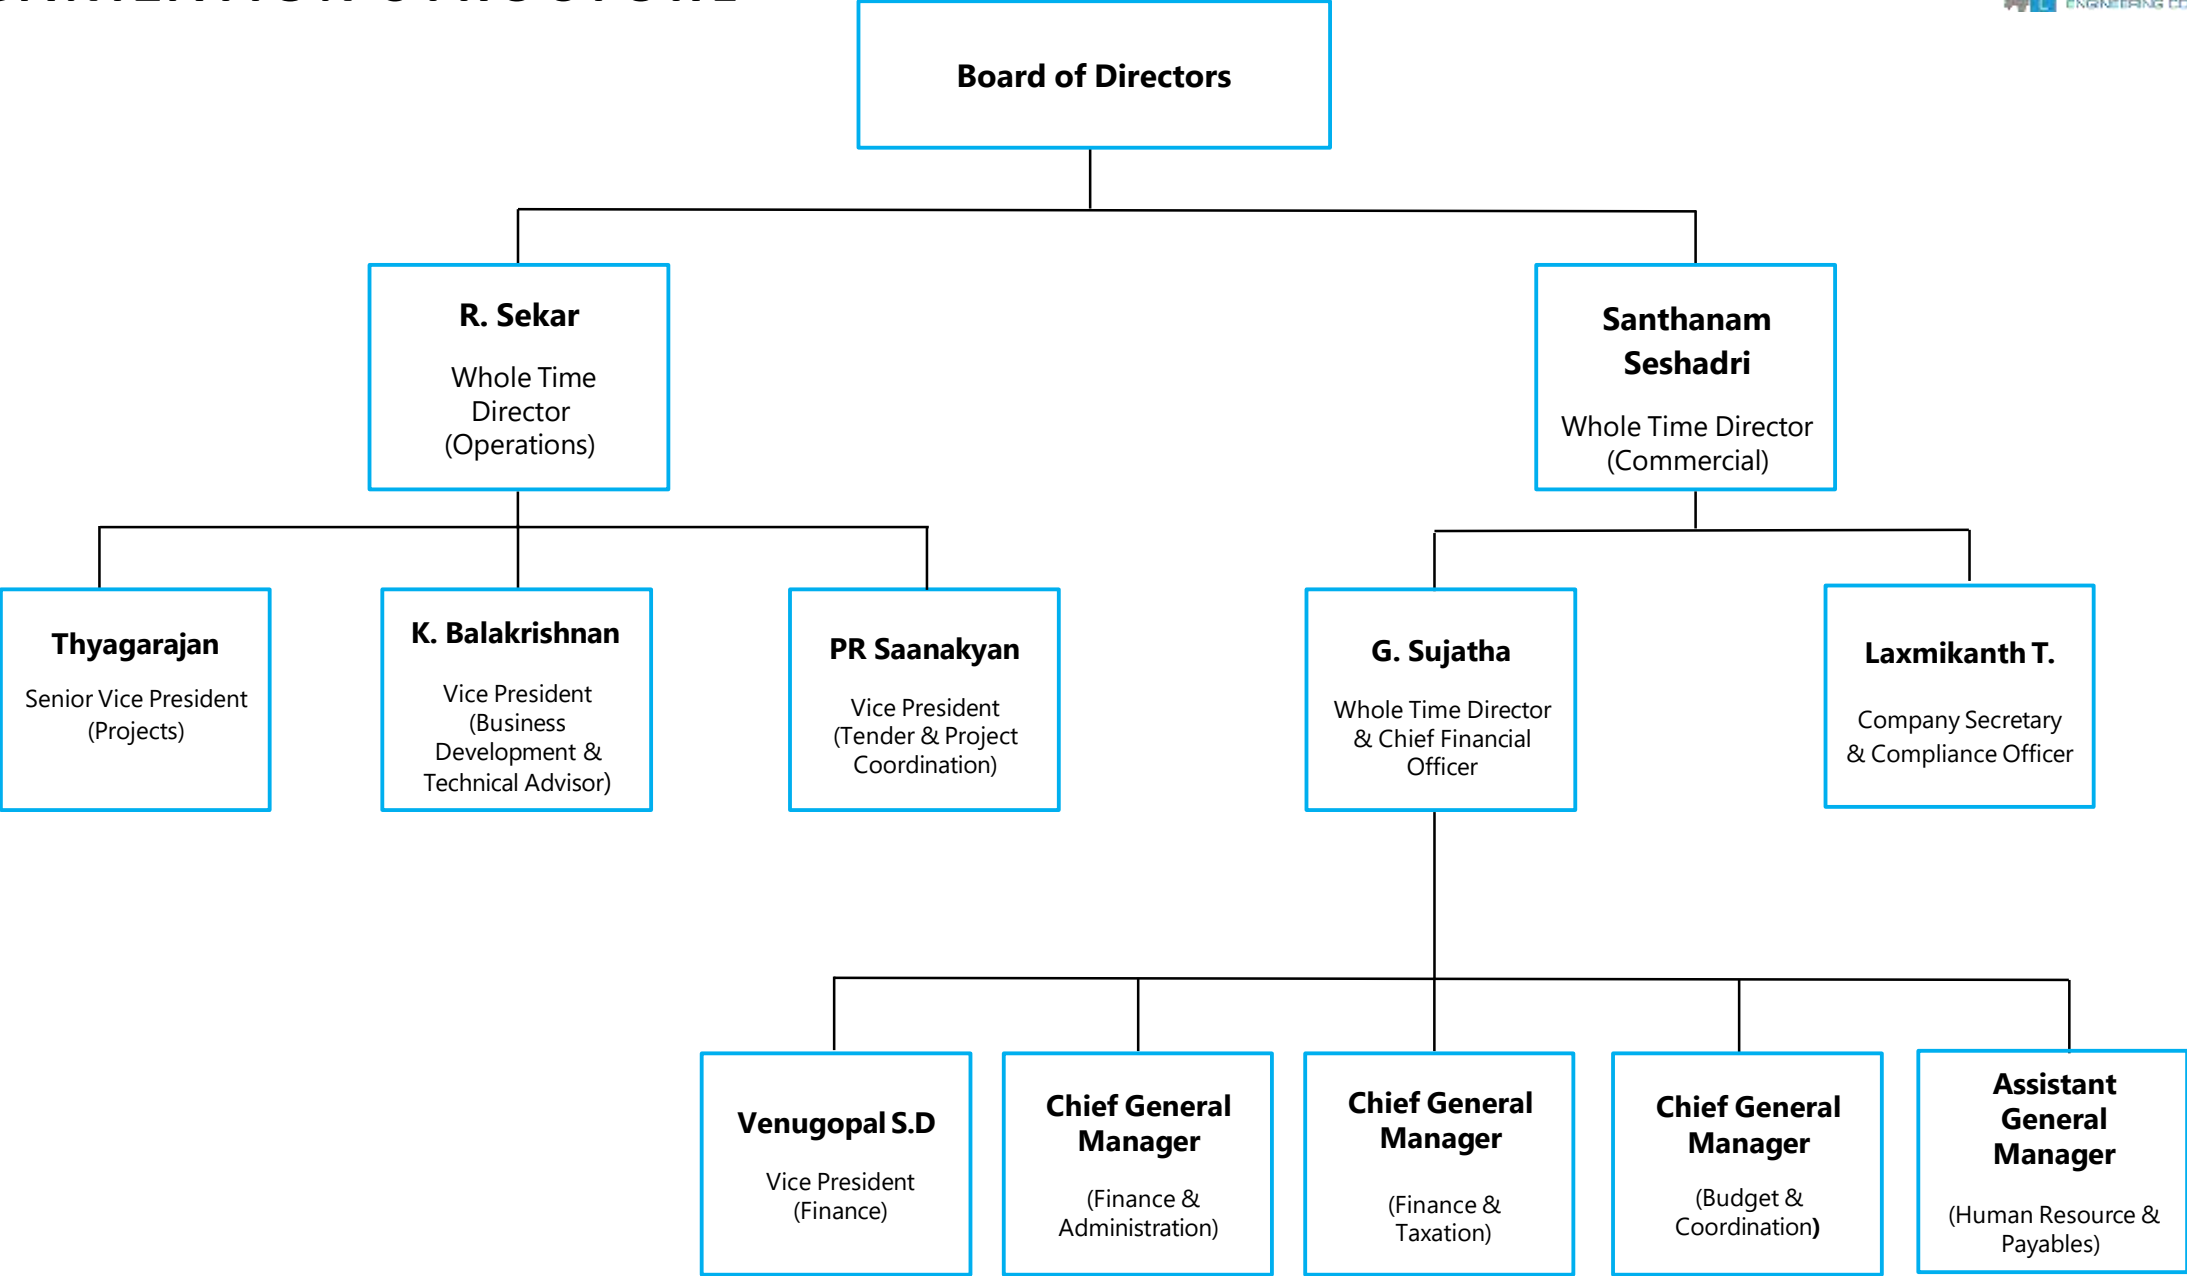 Board of Directors
R. Sekar
Whole Time
Director
(Operations)
Santhanam
Seshadri
Whole Time Director
(Commercial)
Thyagarajan
Senior Vice President
(Projects)
K. Balakrishnan
Vice President
(Business
Development &
Technical Advisor)
PR Saanakyan
Vice President
(Tender & Project
Coordination)
G. Sujatha
Whole Time Director
& Chief Financial
Officer
Laxmikanth T.
Company Secretary
& Compliance Officer
Venugopal S.D
Vice President
(Finance)
Chief General
Manager
(Finance &
Administration)
Chief General
Manager
(Finance &
Taxation)
Chief General
Manager
(Budget &
Coordination)
Assistant
General
Manager
(Human Resource &
Payables)